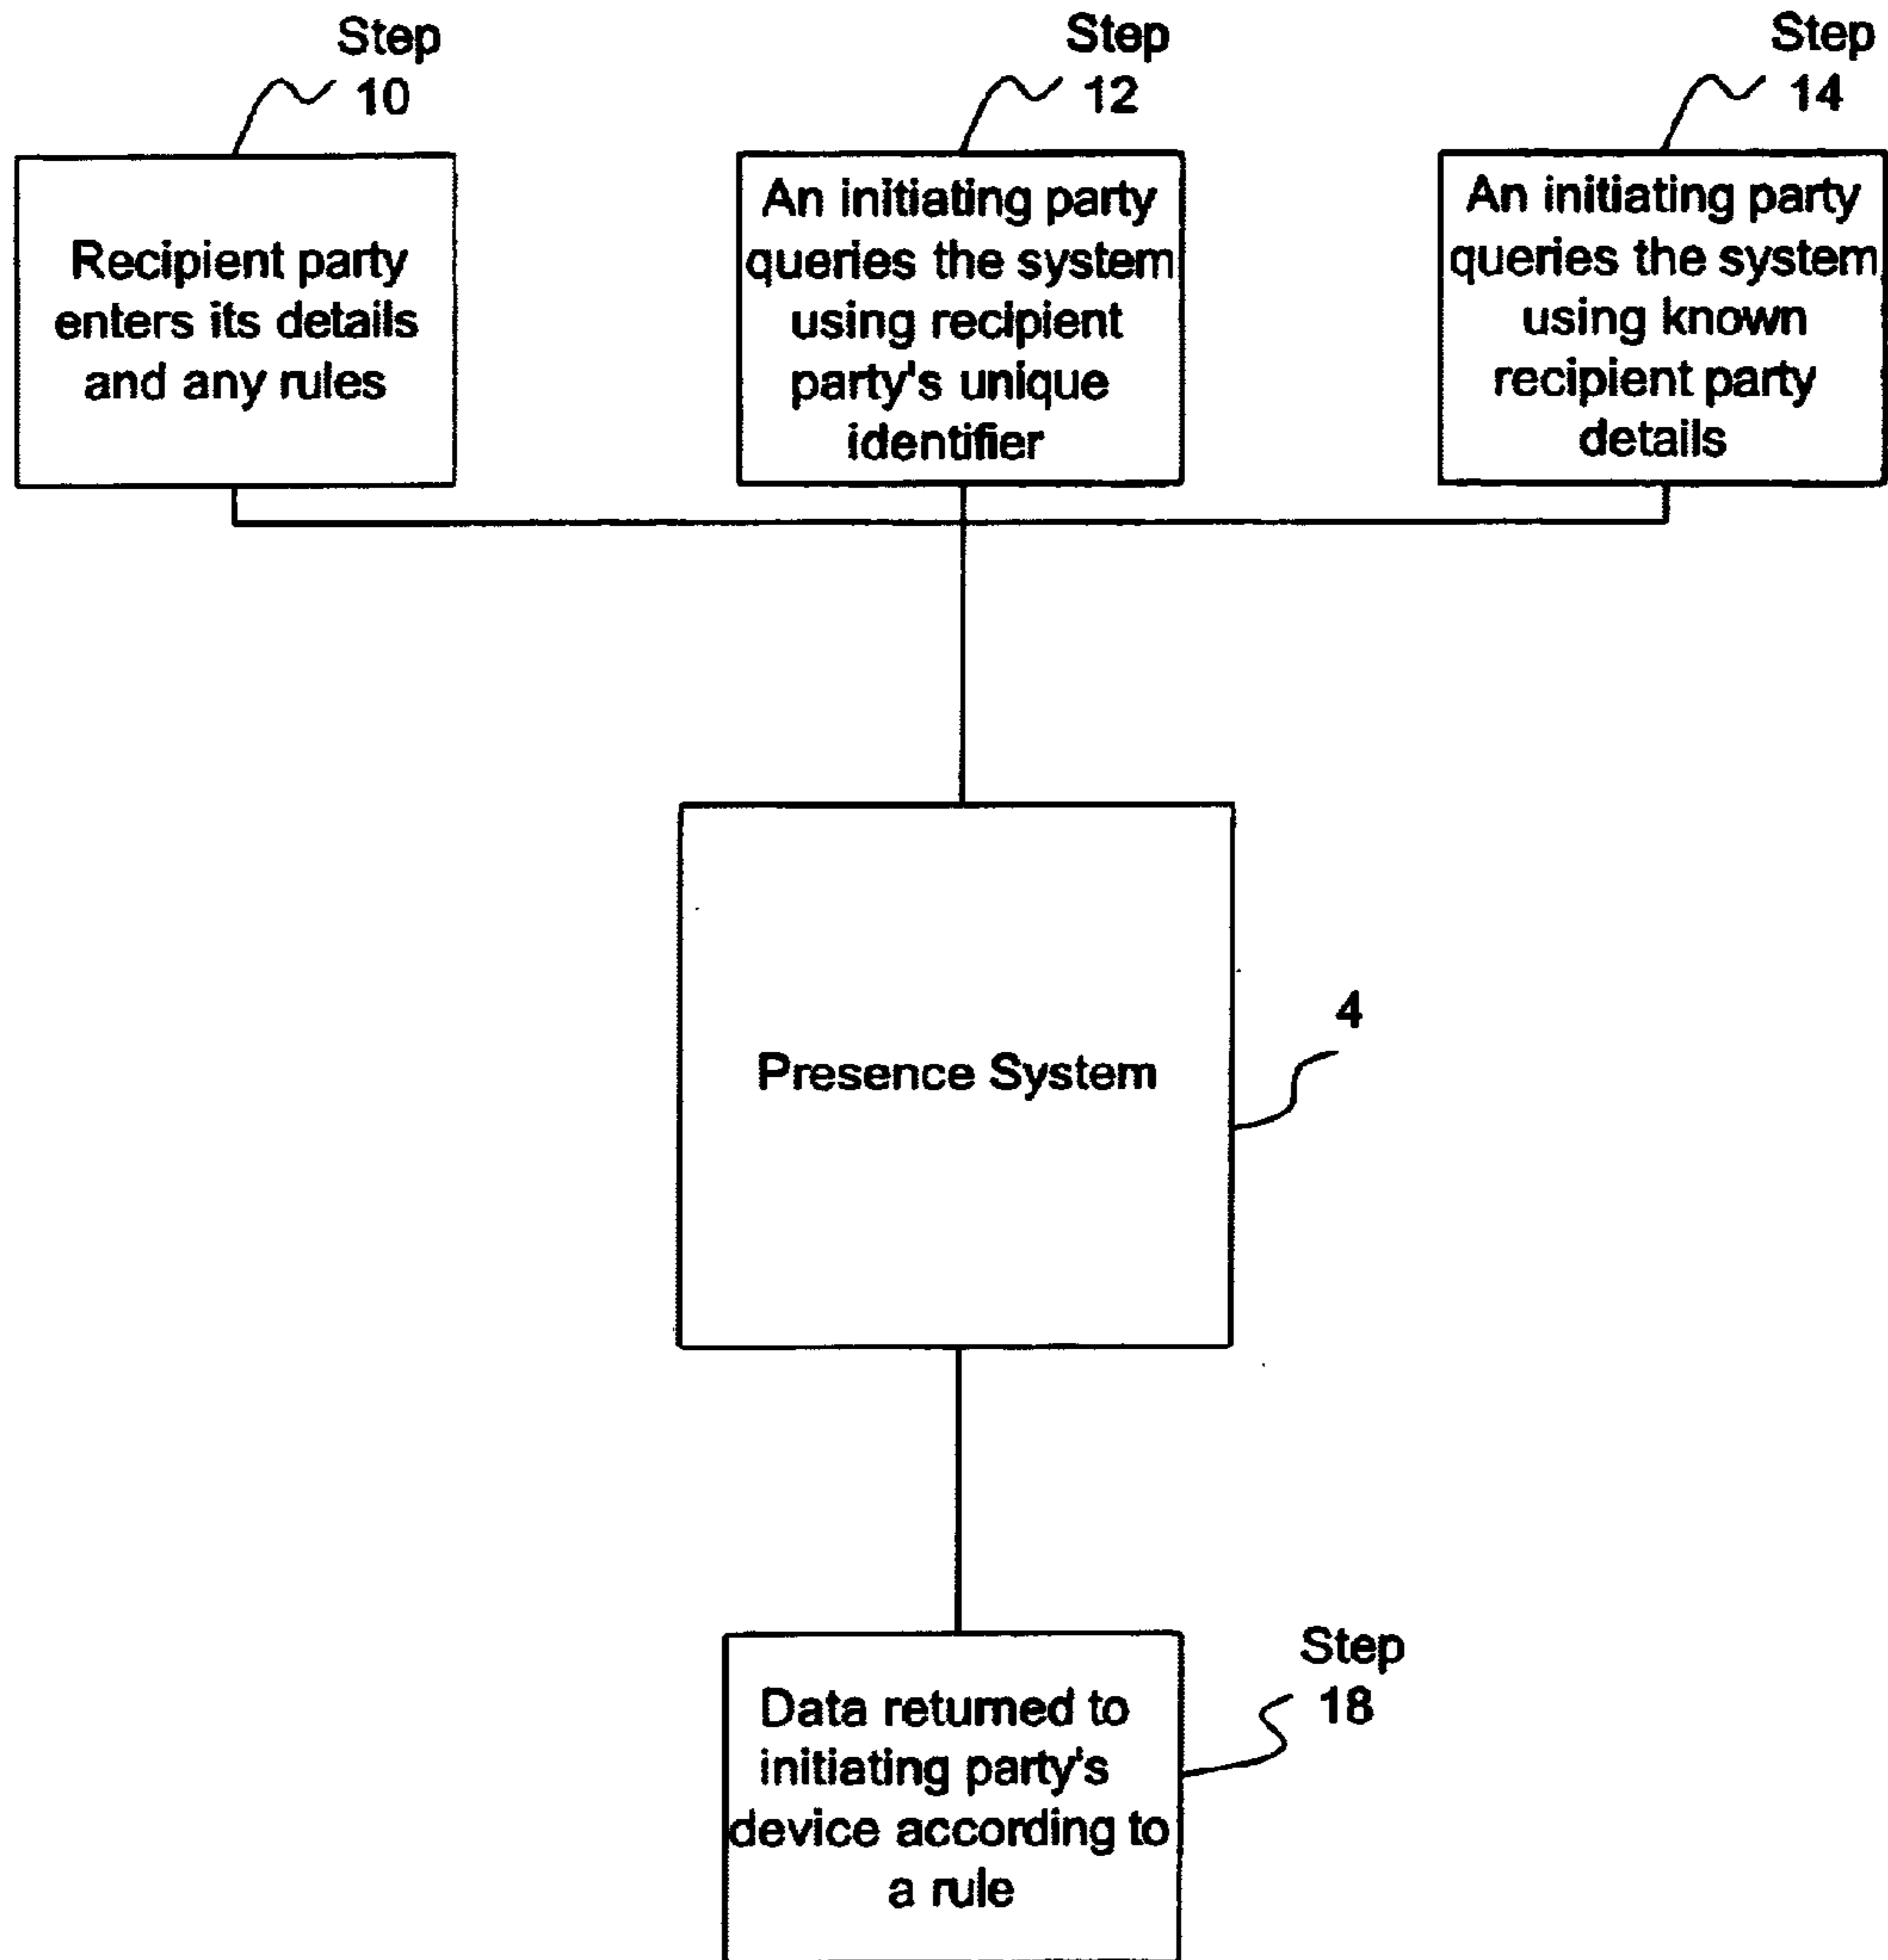 Step
10
Step
12
Step
14
Recipient party
enters its details
and any rules
An initiating party
queries the system
using recipient
party's unique
identifier
An initiating party
queries the system
using known
recipient party
details
Presence System
4
Step
18
Data returned to
initiating party's
device according to
a rule